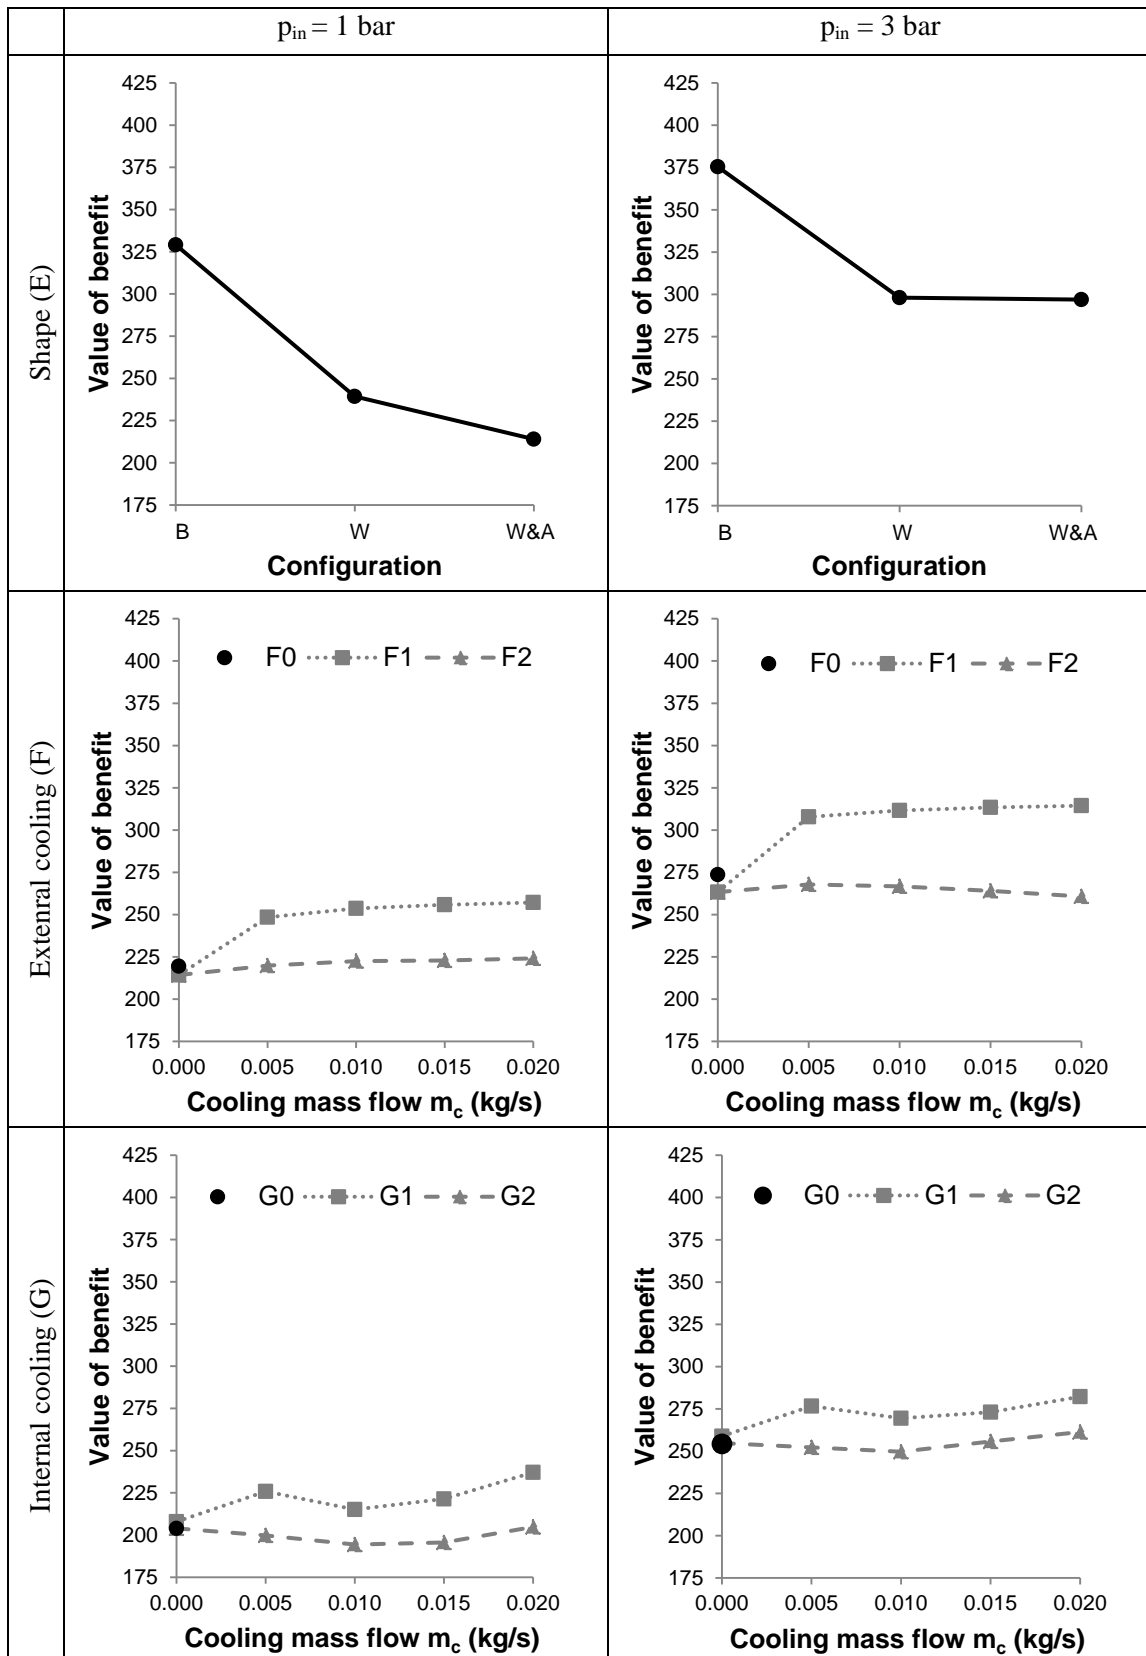 p_in = 1 bar
p_in = 3 bar
Shape (E)
Value of benefit
425
400
375
350
325
300
275
250
225
200
175
B W W&A
Configuration
Value of benefit
425
400
375
350
325
300
275
250
225
200
175
B W W&A
Configuration
Extenral cooling (F)
Value of benefit
425
400
375
350
325
300
275
250
225
200
175
F0 F1 F2
0.000 0.005 0.010 0.015 0.020
Cooling mass flow m_c (kg/s)
Value of benefit
425
400
375
350
325
300
275
250
225
200
175
F0 F1 F2
0.000 0.005 0.010 0.015 0.020
Cooling mass flow m_c (kg/s)
Internal cooling (G)
Value of benefit
425
400
375
350
325
300
275
250
225
200
175
G0 G1 G2
0.000 0.005 0.010 0.015 0.020
Cooling mass flow m_c (kg/s)
Value of benefit
425
400
375
350
325
300
275
250
225
200
175
G0 G1 G2
0.000 0.005 0.010 0.015 0.020
Cooling mass flow m_c (kg/s)